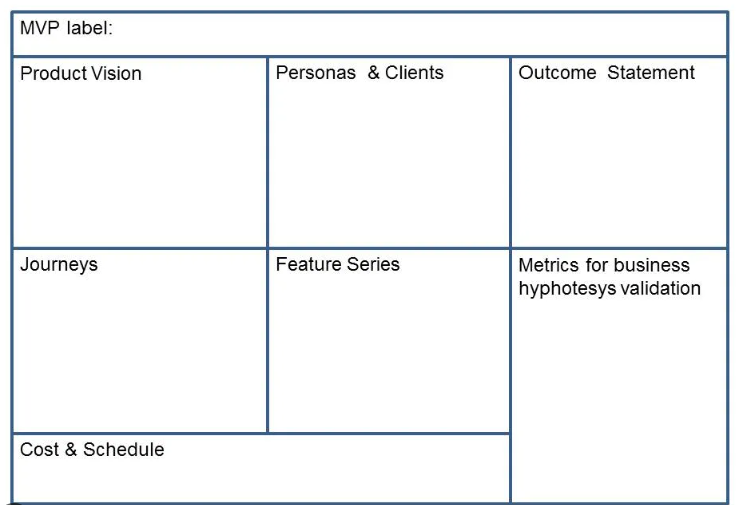 MVP label:
Product Vision
Personas & Clients
Outcome Statement
Journeys
Feature Series
Metrics for business
hyphotesys validation
Cost & Schedule